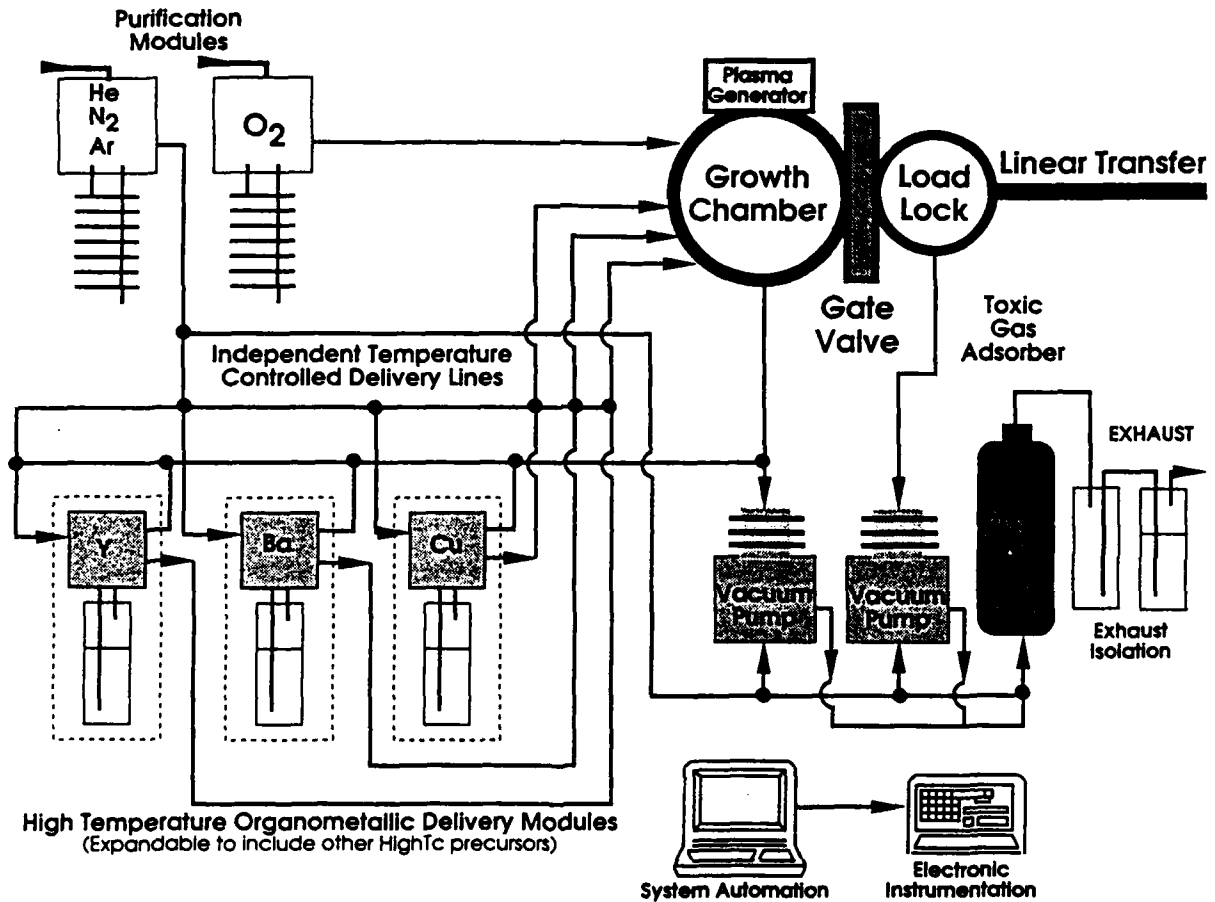 Purification
Modules
He
N2
Ar
O2
Plasma
Generator
Growth
Chamber
Load
Lock
Linear Transfer
Gate
Valve
Toxic
Gas
Adsorber
Independent Temperature
Controlled Delivery Lines
EXHAUST
Y
Ba
Cu
Vacuum
Pump
Vacuum
Pump
Exhaust
Isolation
High Temperature Organometallic Delivery Modules
(Expandable to include other HighTc precursors)
System Automation
Electronic
Instrumentation